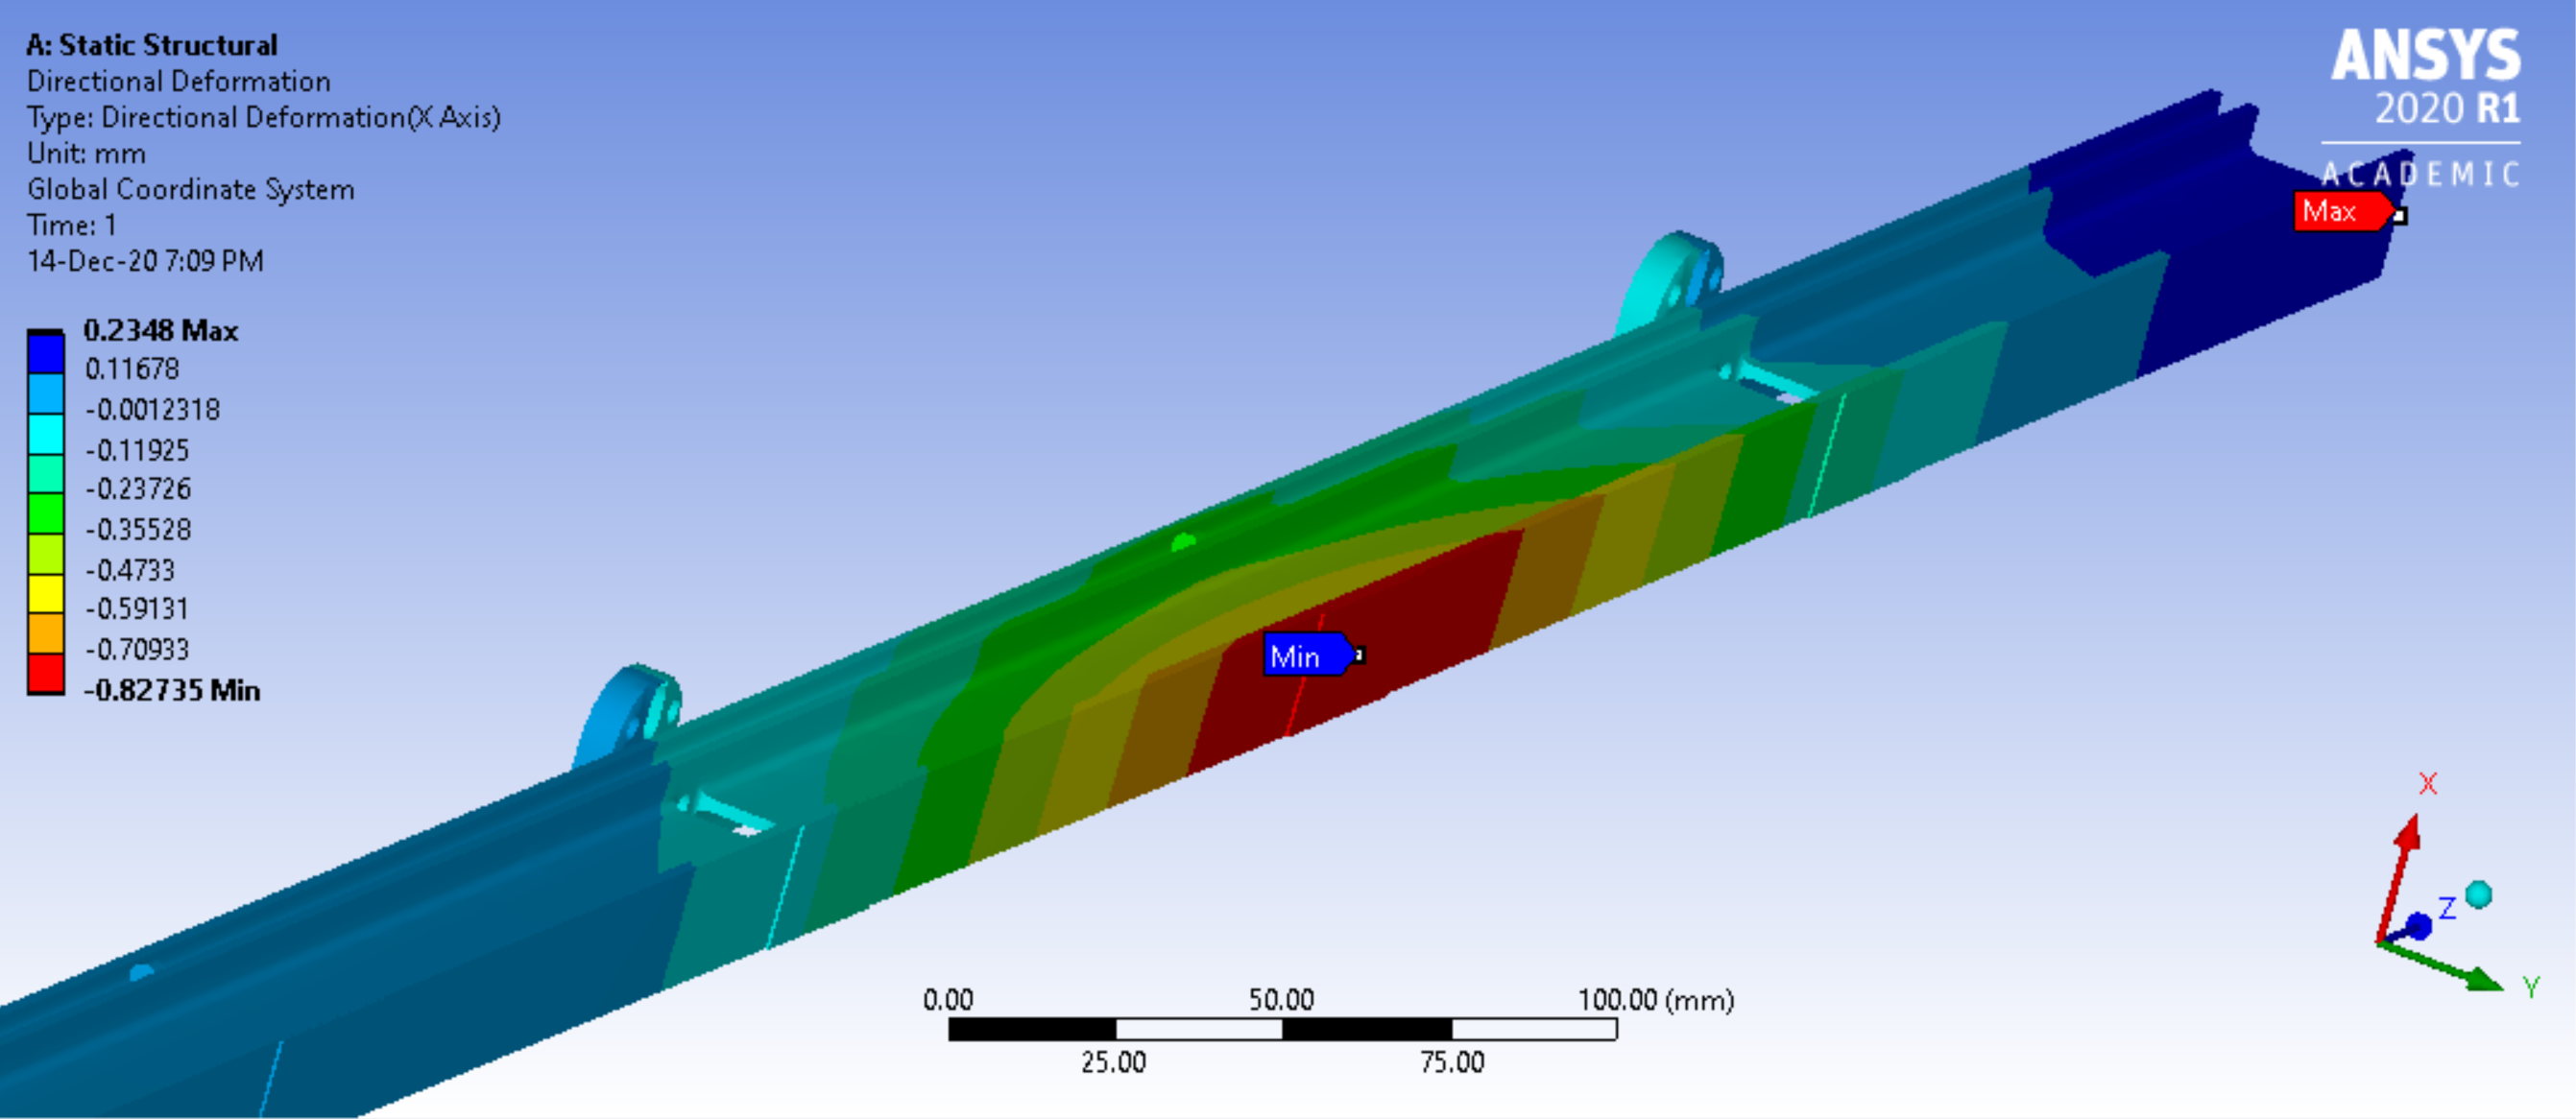 A: Static Structural
Directional Deformation
Type: Directional Deformation(X Axis)
Unit: mm
Global Coordinate System
Time: 1
14-Dec-20 7:09 PM
0.2348 Max
0.11678
-0.0012318
-0.11925
-0.23726
-0.35528
-0.4733
-0.59131
-0.70933
-0.82735 Min
ANSYS
2020 R1
ACADEMIC
Max
Min
0.00 50.00 100.00 (mm)
25.00 75.00
X
Z
Y